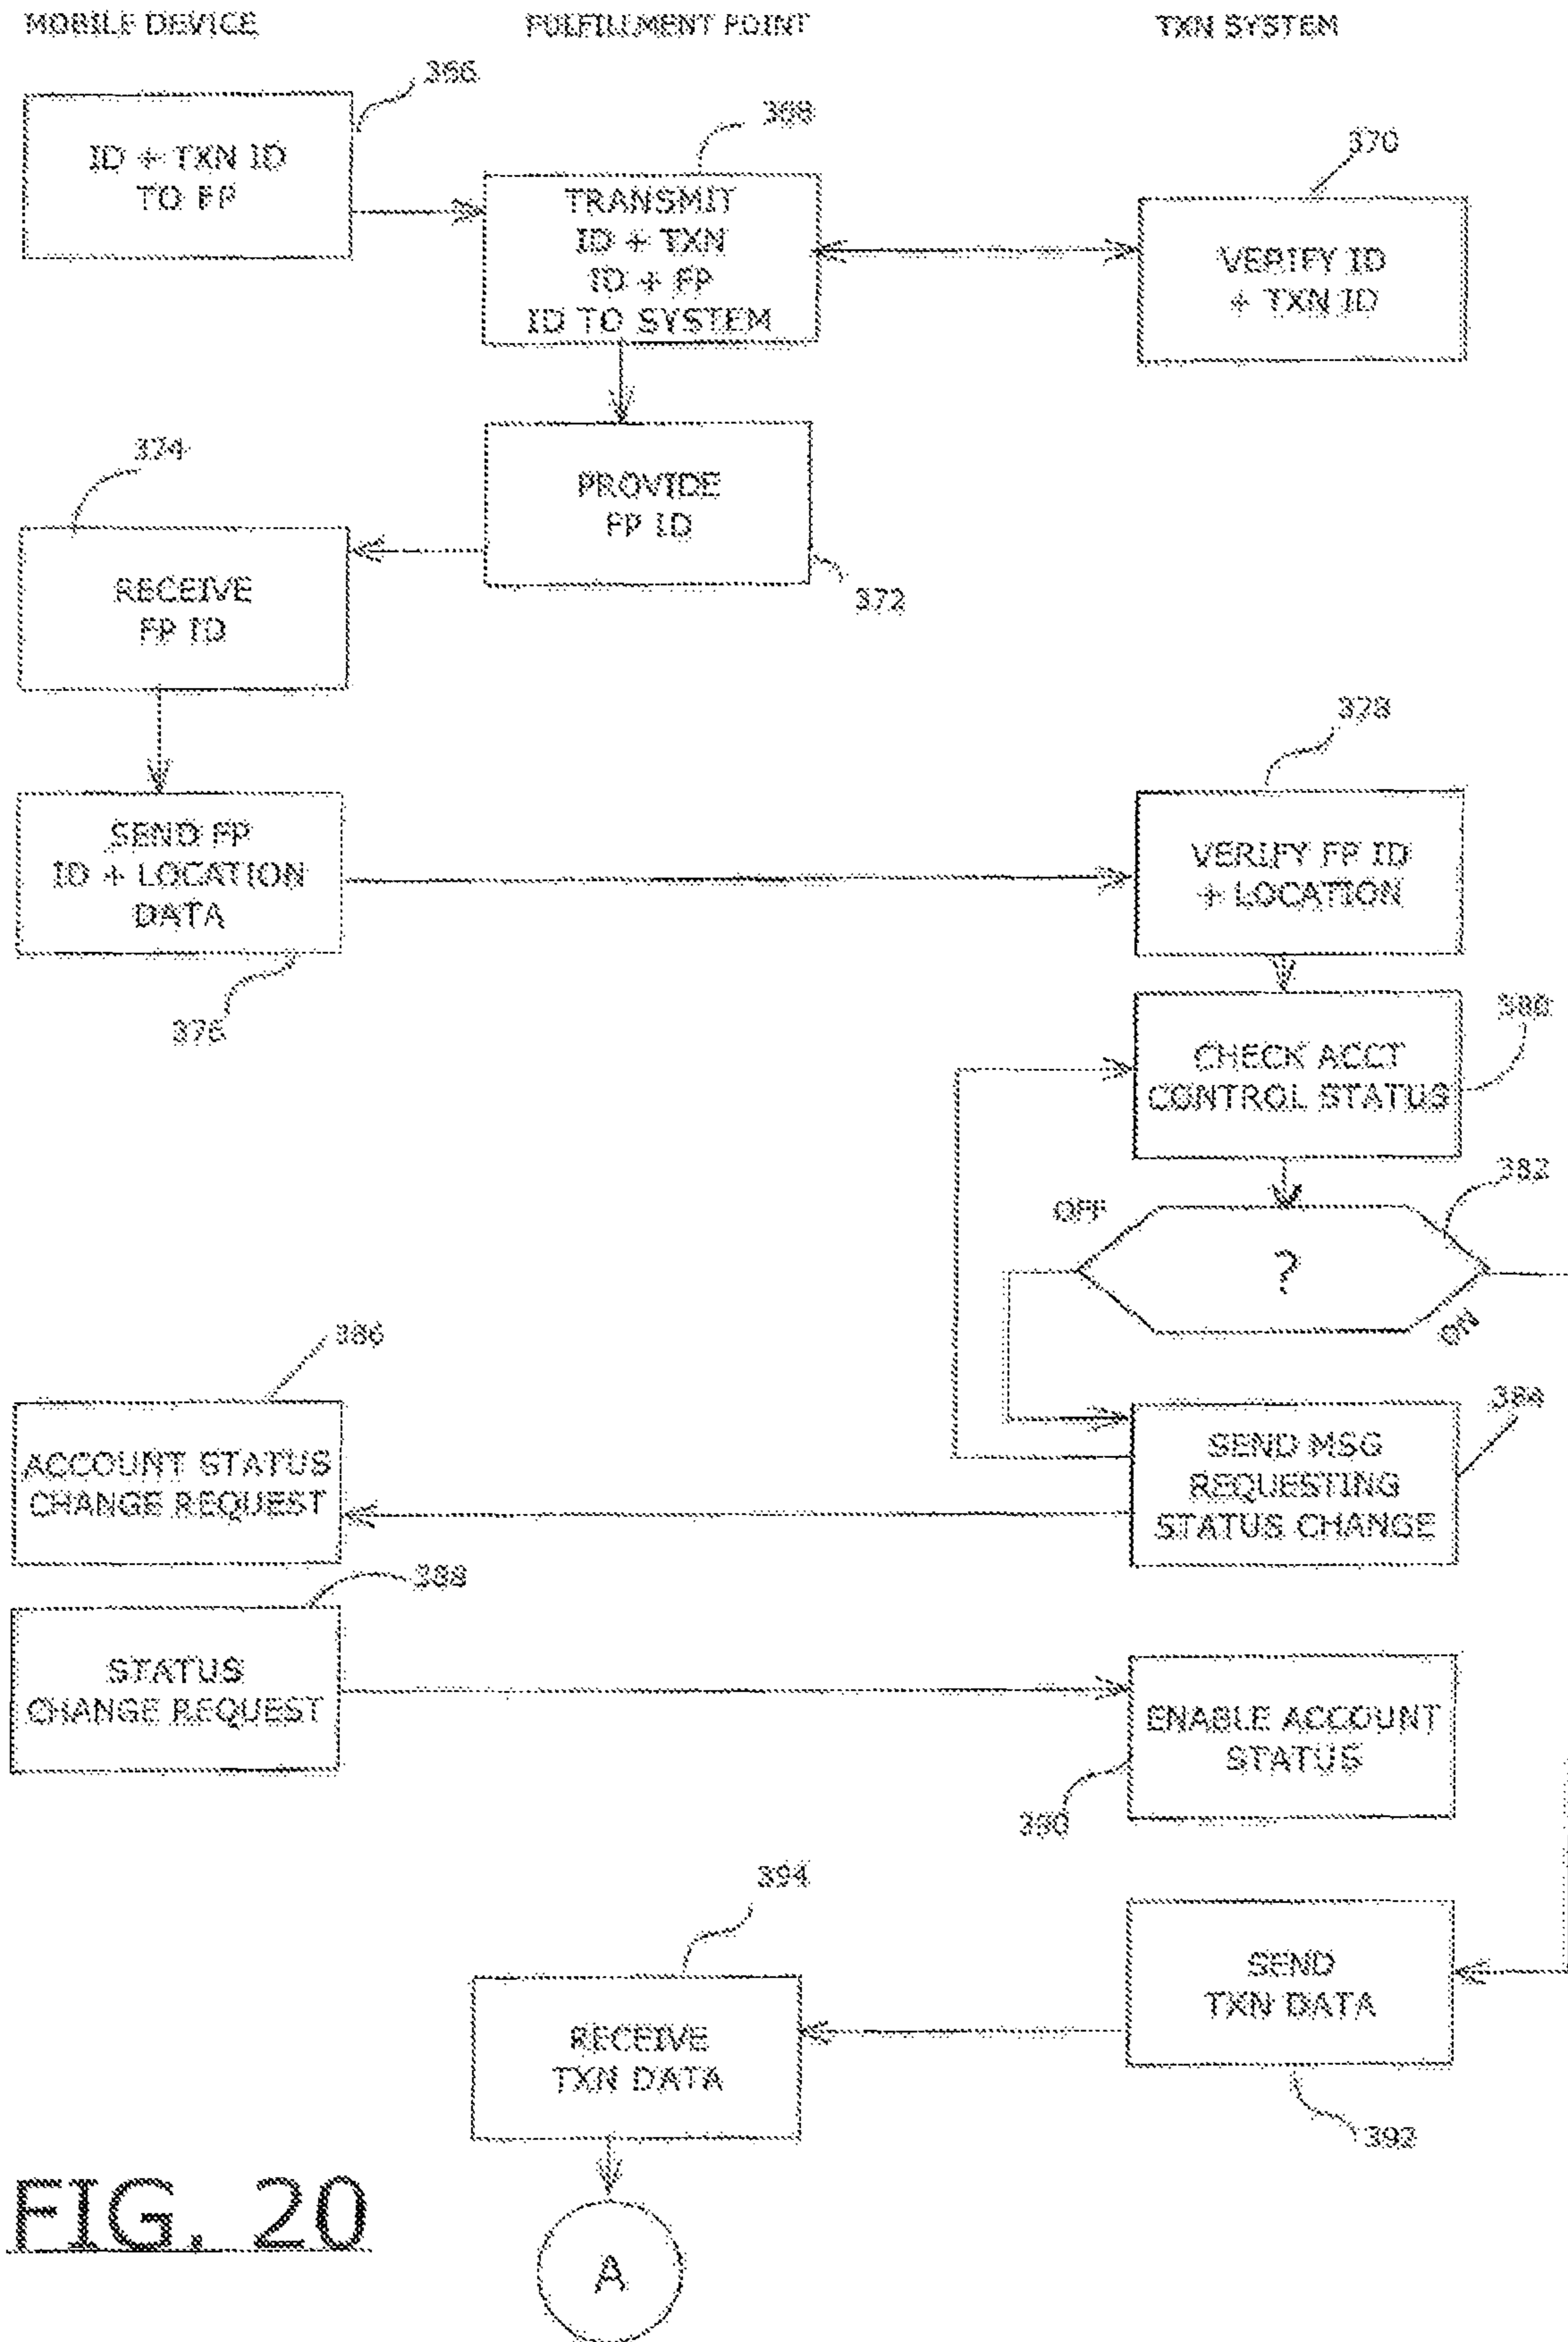 MOBILE DEVICE
FULFILLMENT POINT
TXN SYSTEM
366
ID + TXN ID
TO FP
368
TRANSMIT
ID + TXN
ID + FP
ID TO SYSTEM
370
VERIFY ID
+ TXN ID
PROVIDE
FP ID
372
374
RECEIVE
FP ID
SEND FP
ID + LOCATION
DATA
376
378
VERIFY FP ID
+ LOCATION
380
CHECK ACCT
CONTROL STATUS
382
OFF
?
ON
384
SEND MSG
REQUESTING
STATUS CHANGE
386
ACCOUNT STATUS
CHANGE REQUEST
388
STATUS
CHANGE REQUEST
ENABLE ACCOUNT
STATUS
390
394
SEND
TXN DATA
392
RECEIVE
TXN DATA
FIG. 20
A